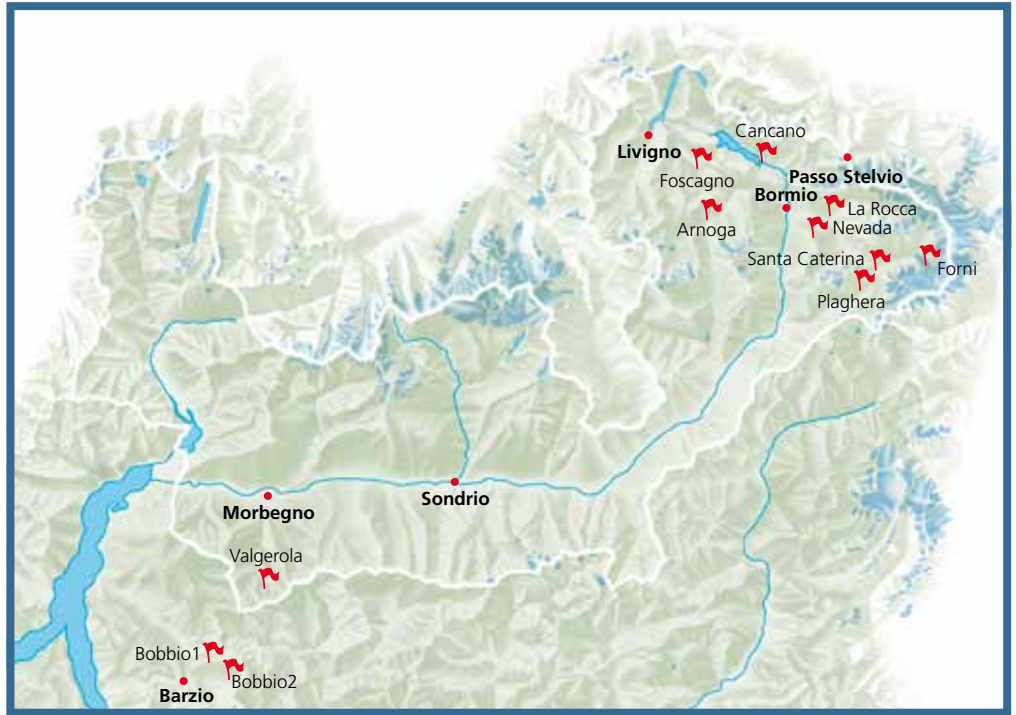 Cancano
Livigno
Foscagno
Passo Stelvio
Bormio
La Rocca
Arnoga
Nevada
Santa Caterina
Forni
Plaghera
Morbegno
Sondrio
Valgerola
Bobbio1
Bobbio2
Barzio